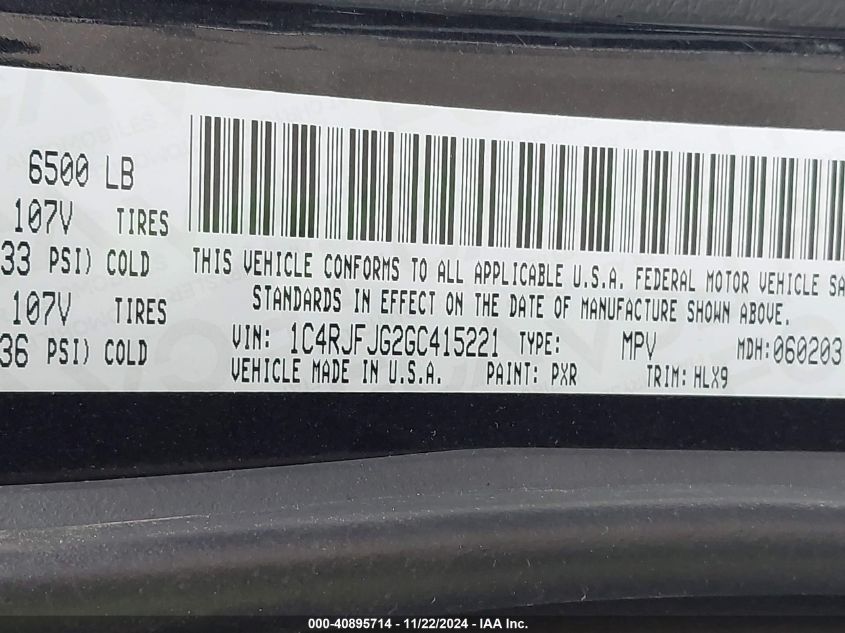 6500 LB
107V TIRES
33 PSI) COLD
107V TIRES
36 PSI) COLD
THIS VEHICLE CONFORMS TO ALL APPLICABLE U.S.A. FEDERAL MOTOR VEHICLE SA
STANDARDS IN EFFECT ON THE DATE OF MANUFACTURE SHOWN ABOVE.
VIN: 1C4RJFJG2GC415221 TYPE: MPV MDH:060203
VEHICLE MADE IN U.S.A. PAINT: PXR TRIM: HLX9
000-40895714 - 11/22/2024 - IAA Inc.